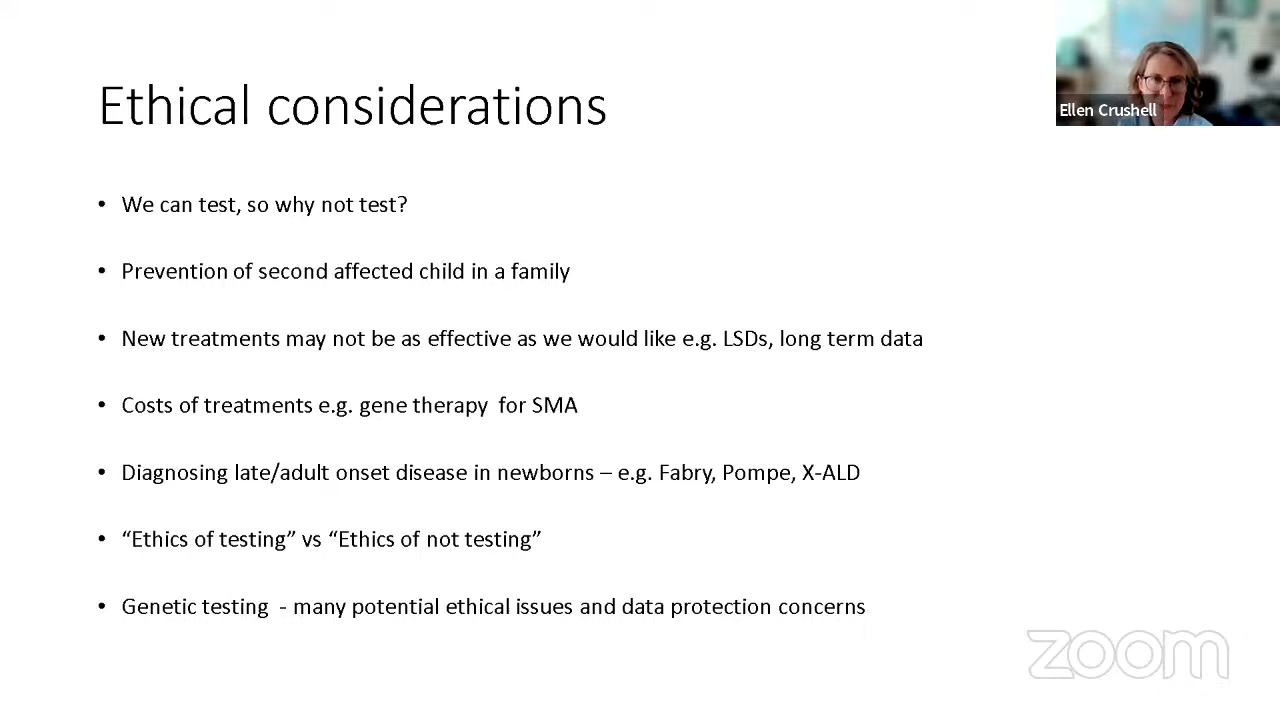 Ethical considerations
Ellen Crushell
• We can test, so why not test?
• Prevention of second affected child in a family
• New treatments may not be as effective as we would like e.g. LSDs, long term data
• Costs of treatments e.g. gene therapy  for SMA
• Diagnosing late/adult onset disease in newborns – e.g. Fabry, Pompe, X-ALD
• “Ethics of testing” vs “Ethics of not testing”
• Genetic testing  - many potential ethical issues and data protection concerns
zoom